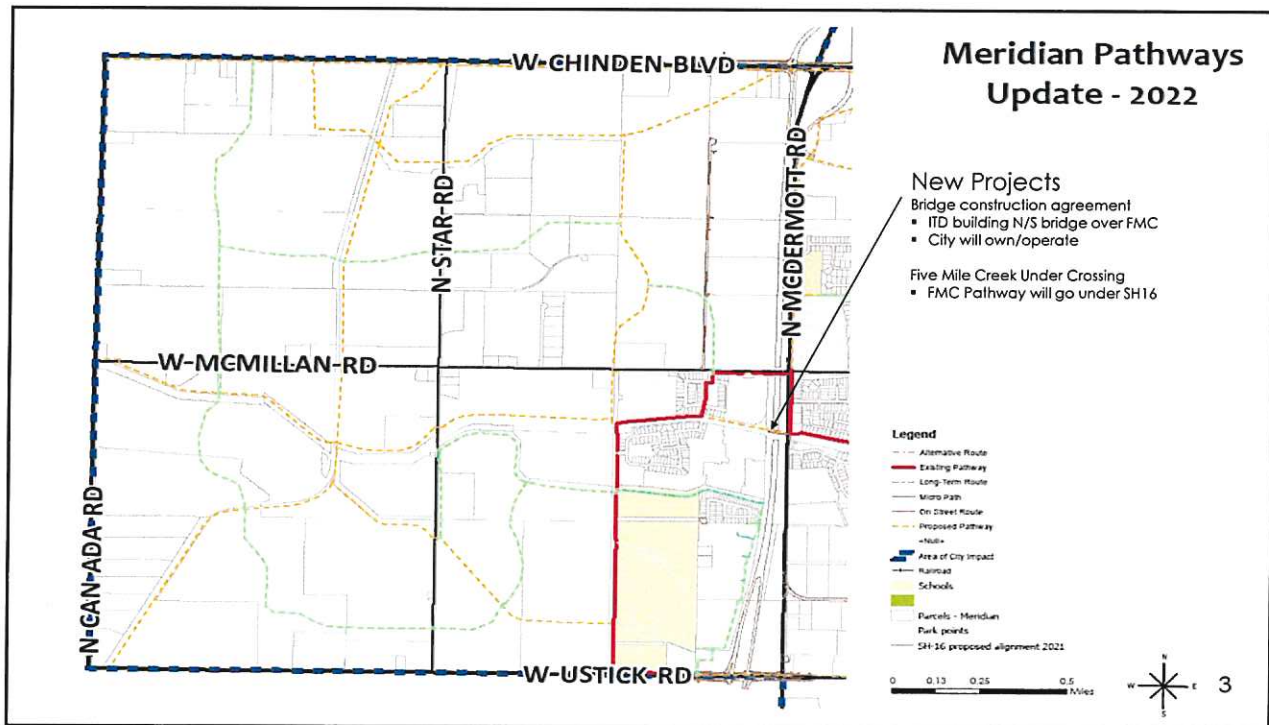 Meridian Pathways
Update - 2022
W-CHINDEN-BLVD
N-MCDERMOTT-RD
N-STAR-RD
W-MCMILLAN-RD
N-CAN-ADA-RD
W-USTICK-RD
New Projects
Bridge construction agreement
▪ ITD building N/S bridge over FMC
▪ City will own/operate
Five Mile Creek Under Crossing
▪ FMC Pathway will go under SH16
Legend
Alternative Route
Existing Pathway
Long-Term Route
Micro Path
On Street Route
Proposed Pathway
<Null>
Area of City Impact
Railroad
Schools
Parcels - Meridian
Park points
SH-16 proposed alignment 2021
0 0.13 0.25 0.5
Miles
N
W E
S
3